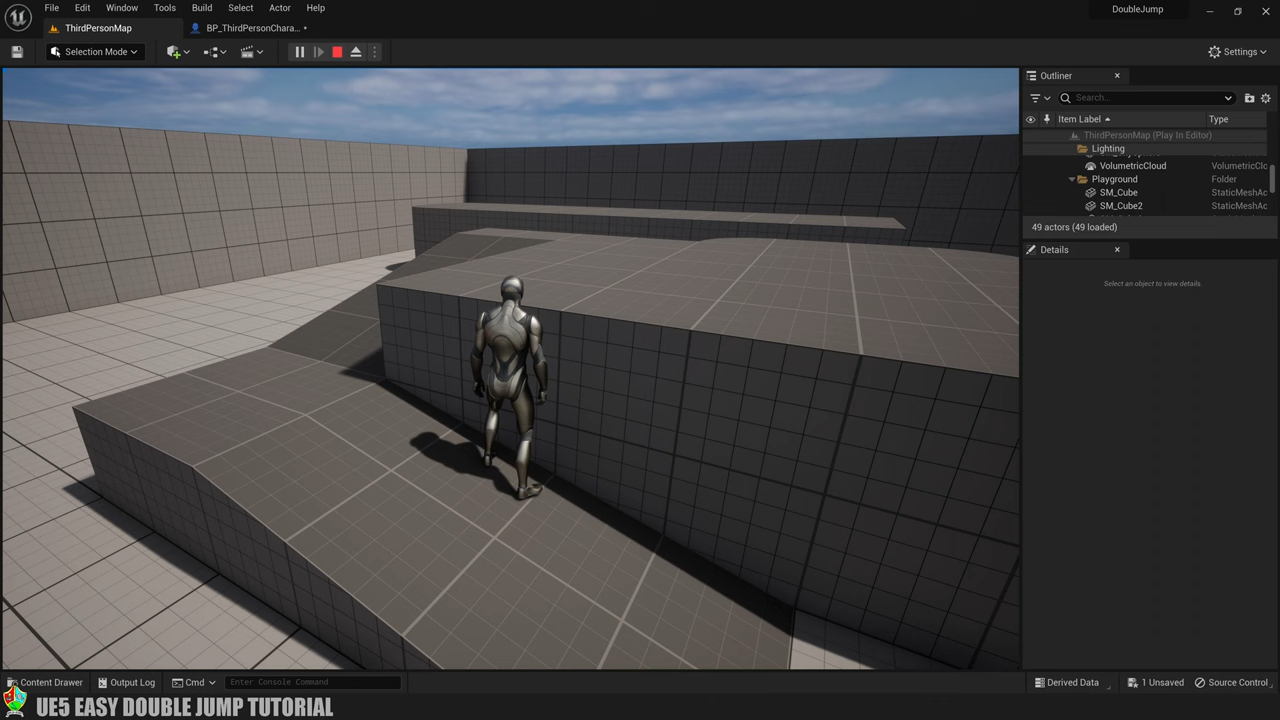 File Edit Window Tools Build Select Actor Help
DoubleJump
ThirdPersonMap
BP_ThirdPersonChara... •
Selection Mode
Settings
Outliner
Search...
Item Label
Type
ThirdPersonMap (Play In Editor)
Lighting
VolumetricCloud VolumetricClo
Playground Folder
SM_Cube StaticMeshAc
SM_Cube2 StaticMeshAc
49 actors (49 loaded)
Details
Select an object to view details.
Content Drawer
Output Log
Cmd
Enter Console Command
Derived Data
1 Unsaved
Source Control
UE5 EASY DOUBLE JUMP TUTORIAL